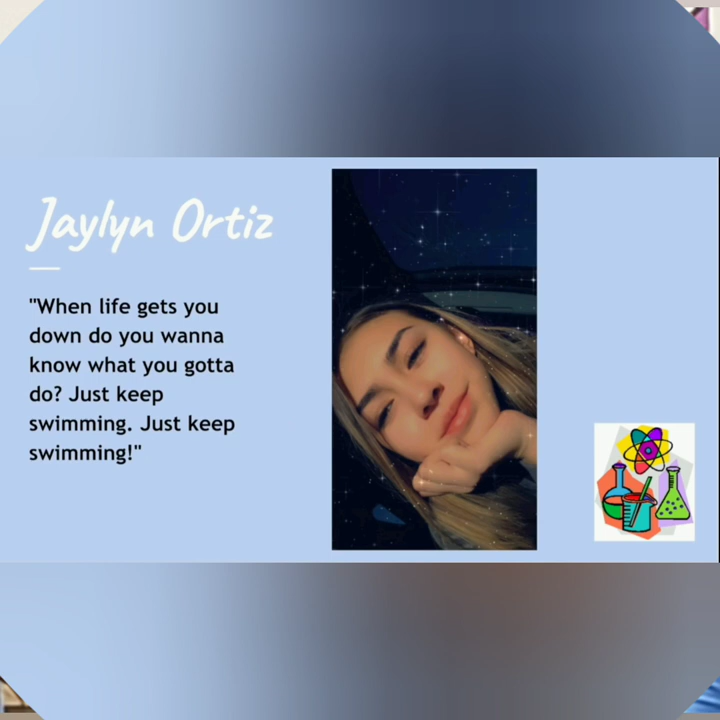 Jaylyn Ortiz
"When life gets you
down do you wanna
know what you gotta
do? Just keep
swimming. Just keep
swimming!"